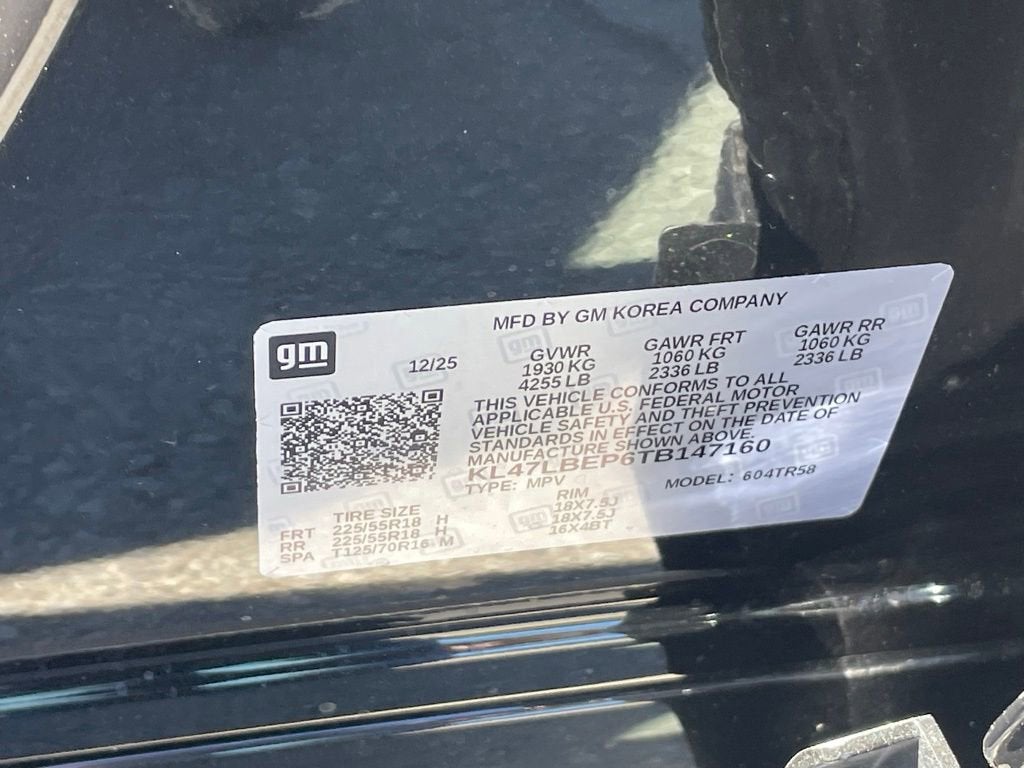 MFD BY GM KOREA COMPANY
gm
12/25
GVWR
1930 KG
4255 LB
GAWR FRT
1060 KG
2336 LB
GAWR RR
1060 KG
2336 LB
THIS VEHICLE CONFORMS TO ALL
APPLICABLE U.S. FEDERAL MOTOR
VEHICLE SAFETY AND THEFT PREVENTION
STANDARDS IN EFFECT ON THE DATE OF
MANUFACTURE SHOWN ABOVE.
KL47LBEP6TB147160
TYPE: MPV
MODEL: 604TR58
TIRE SIZE RIM
FRT 225/55R18 H 18X7.5J
RR 225/55R18 H 18X7.5J
SPA T125/70R16 M 16X4BT